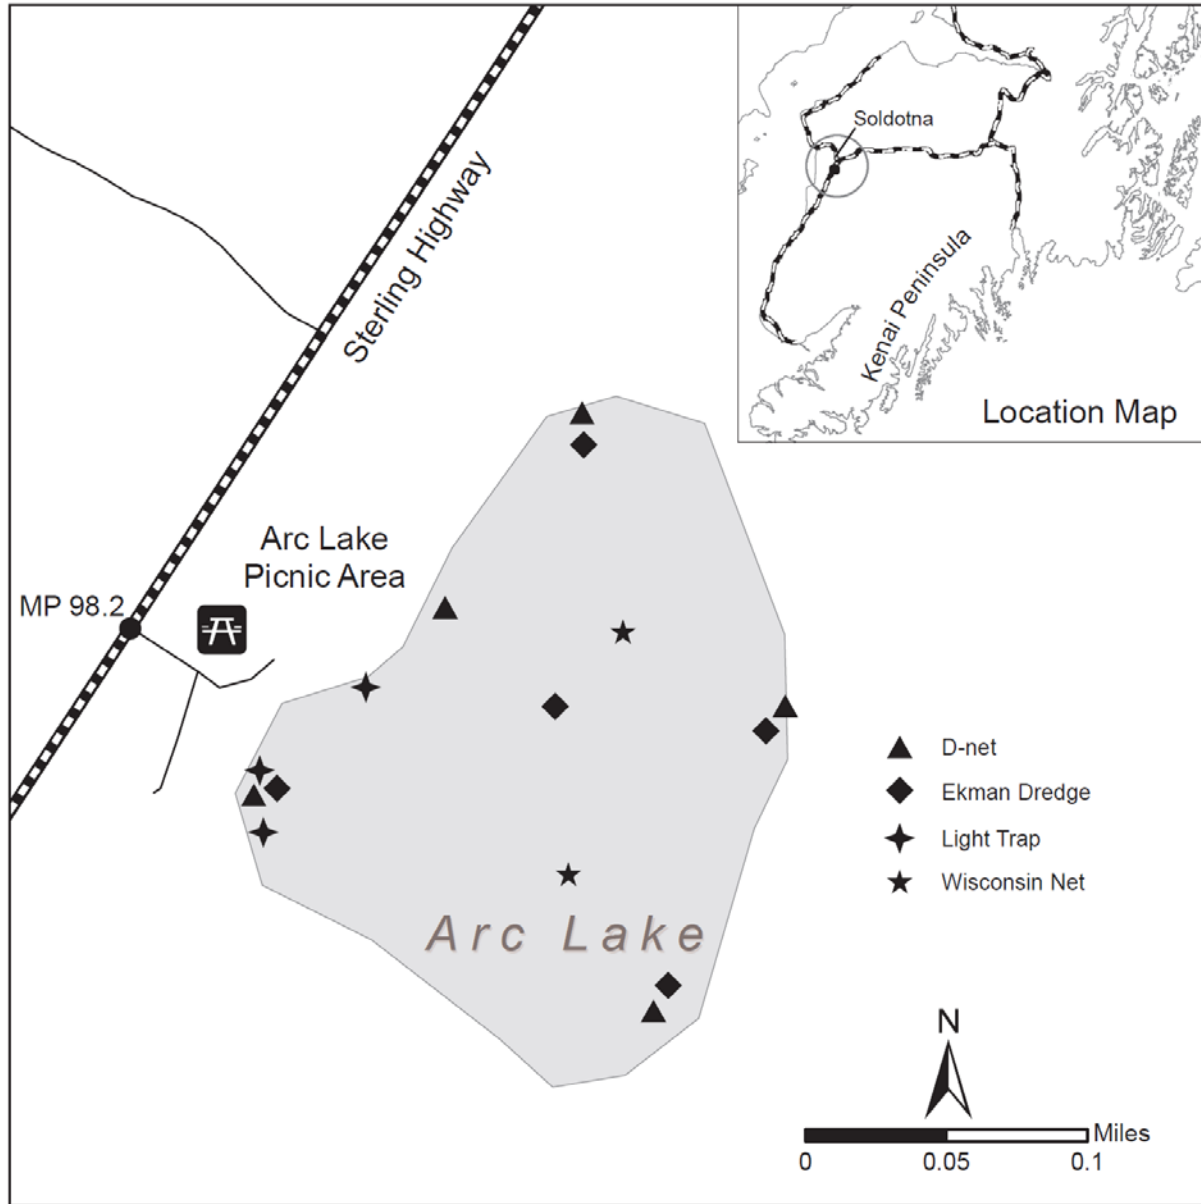 Soldotna
Kenai Peninsula
Location Map
Sterling Highway
Arc Lake
Picnic Area
MP 98.2
D-net
Ekman Dredge
Light Trap
Wisconsin Net
Arc Lake
N
Miles
0 0.05 0.1